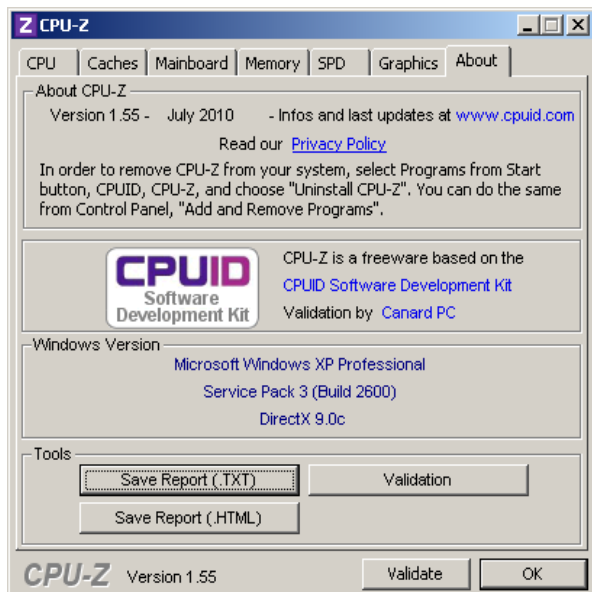 Z CPU-Z
CPU Caches Mainboard Memory SPD Graphics About
About CPU-Z
Version 1.55 - July 2010 - Infos and last updates at www.cpuid.com
Read our Privacy Policy
In order to remove CPU-Z from your system, select Programs from Start
button, CPUID, CPU-Z, and choose "Uninstall CPU-Z". You can do the same
from Control Panel, "Add and Remove Programs".
CPUID
Software
Development Kit
CPU-Z is a freeware based on the
CPUID Software Development Kit
Validation by Canard PC
Windows Version
Microsoft Windows XP Professional
Service Pack 3 (Build 2600)
DirectX 9.0c
Tools
Save Report (.TXT) Validation
Save Report (.HTML)
CPU-Z Version 1.55 Validate OK